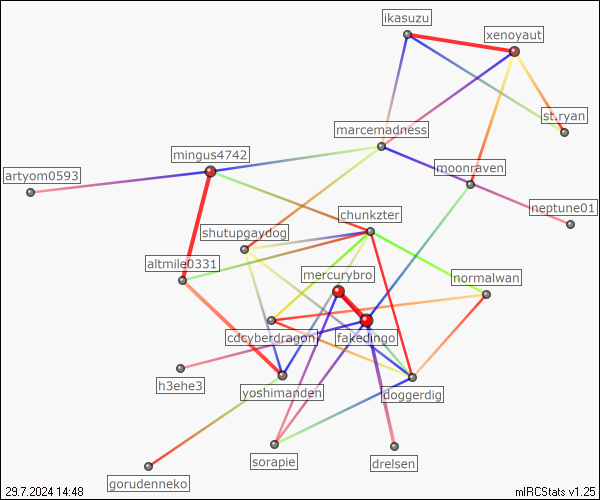 ikasuzu
xenoyaut
st.ryan
marcemadness
mingus4742
moonraven
artyom0593
neptune01
chunkzter
shutupgaydog
altmile0331
mercurybro
normalwan
cdcyberdragon
fakedingo
h3ehe3
yoshimanden
doggerdig
sorapie
drelsen
gorudenneko
29.7.2024 14:48
mIRCStats v1.25